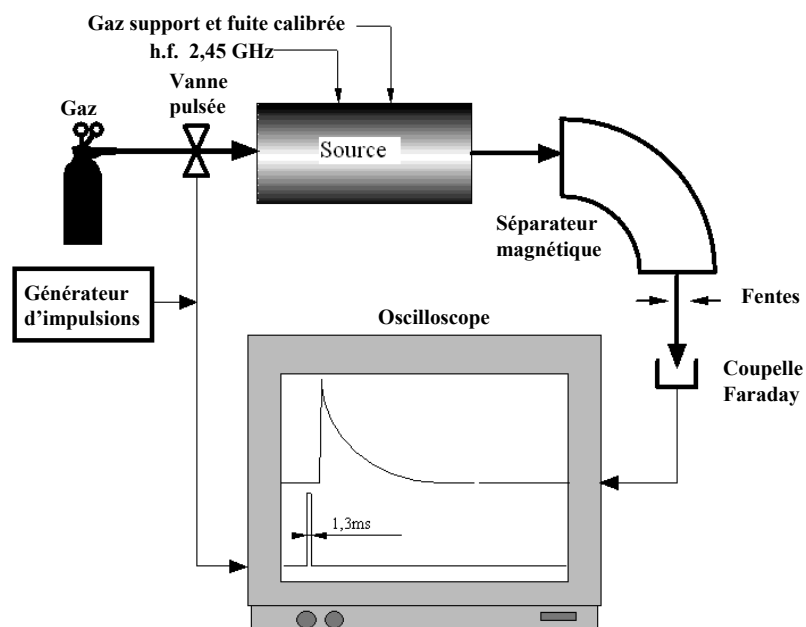 Gaz support et fuite calibrée
h.f. 2,45 GHz
Vanne
pulsée
Gaz
Source
Séparateur
magnétique
Générateur
d'impulsions
Fentes
Oscilloscope
Coupelle
Faraday
1,3ms